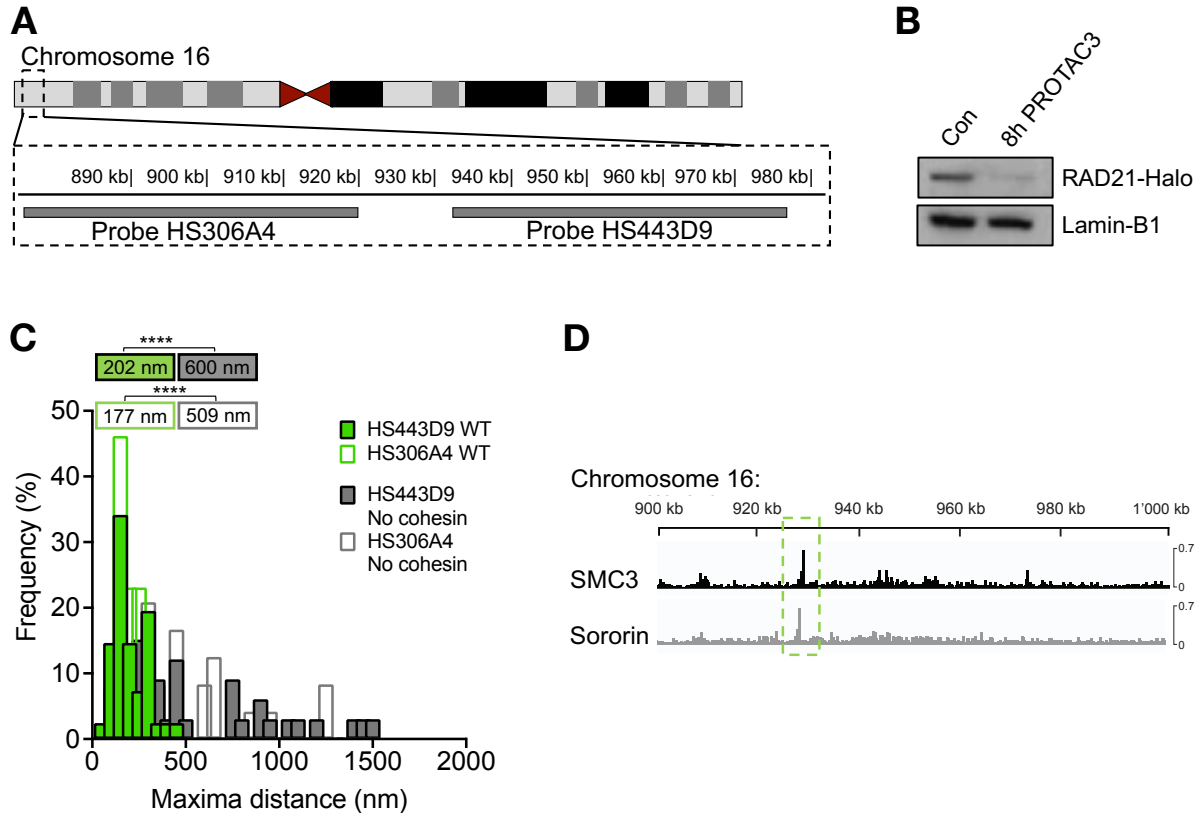 A
Chromosome 16
890 kb| 900 kb| 910 kb| 920 kb| 930 kb| 940 kb| 950 kb| 960 kb| 970 kb| 980 kb|
Probe HS306A4 Probe HS443D9
B
Con 8h PROTAC3
RAD21-Halo
Lamin-B1
C
****
202 nm 600 nm
****
177 nm 509 nm
Frequency (%)
50
40
30
20
10
0
0 500 1000 1500 2000
Maxima distance (nm)
HS443D9 WT
HS306A4 WT
HS443D9
No cohesin
HS306A4
No cohesin
D
Chromosome 16:
900 kb 920 kb 940 kb 960 kb 980 kb 1'000 kb
SMC3
0.7
0
Sororin
0.7
0